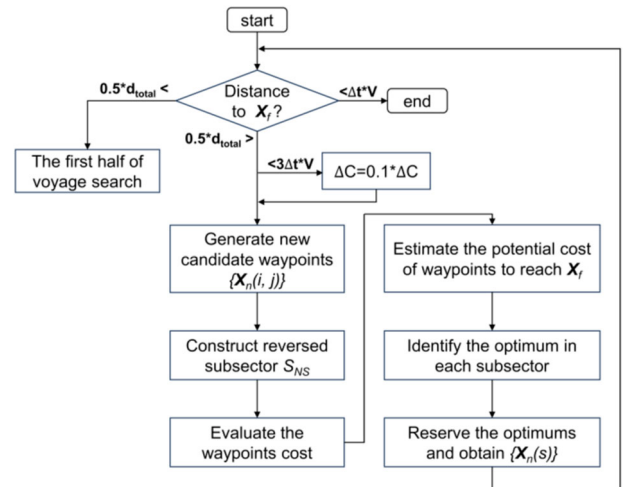 start
Distance
to X_f?
0.5*d_total <
<Δt*V
end
0.5*d_total >
The first half of
voyage search
<3Δt*V
ΔC=0.1*ΔC
Generate new
candidate waypoints
{X_n(i, j)}
Construct reversed
subsector S_NS
Evaluate the
waypoints cost
Estimate the potential cost
of waypoints to reach X_f
Identify the optimum in
each subsector
Reserve the optimums
and obtain {X_n(s)}